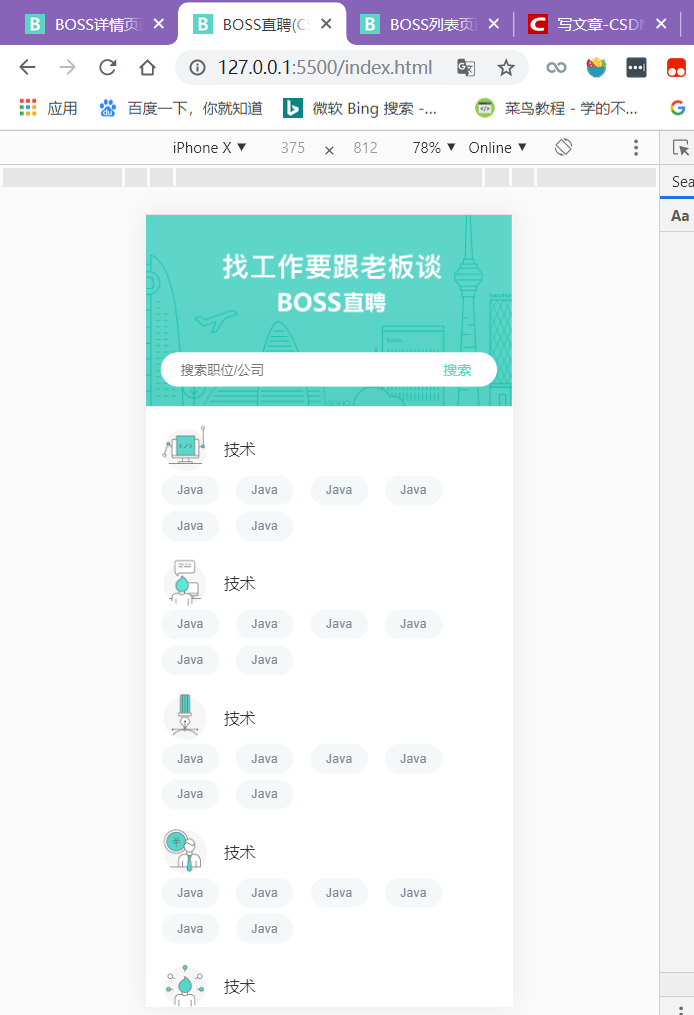 BOSS详情页 BOSS直聘(CS BOSS列表页 写文章-CSDN
127.0.0.1:5500/index.html
应用 百度一下，你就知道 微软 Bing 搜索 -... 菜鸟教程 - 学的不...
iPhone X ▼ 375 × 812 78% ▼ Online ▼
Sea
Aa
找工作要跟老板谈
BOSS直聘
搜索职位/公司 搜索
技术
Java Java Java Java
Java Java
技术
Java Java Java Java
Java Java
技术
Java Java Java Java
Java Java
技术
Java Java Java Java
Java Java
技术